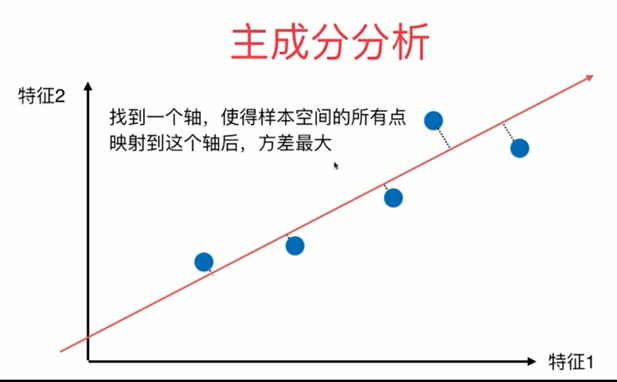 主成分分析
特征2
找到一个轴，使得样本空间的所有点
映射到这个轴后，方差最大
特征1